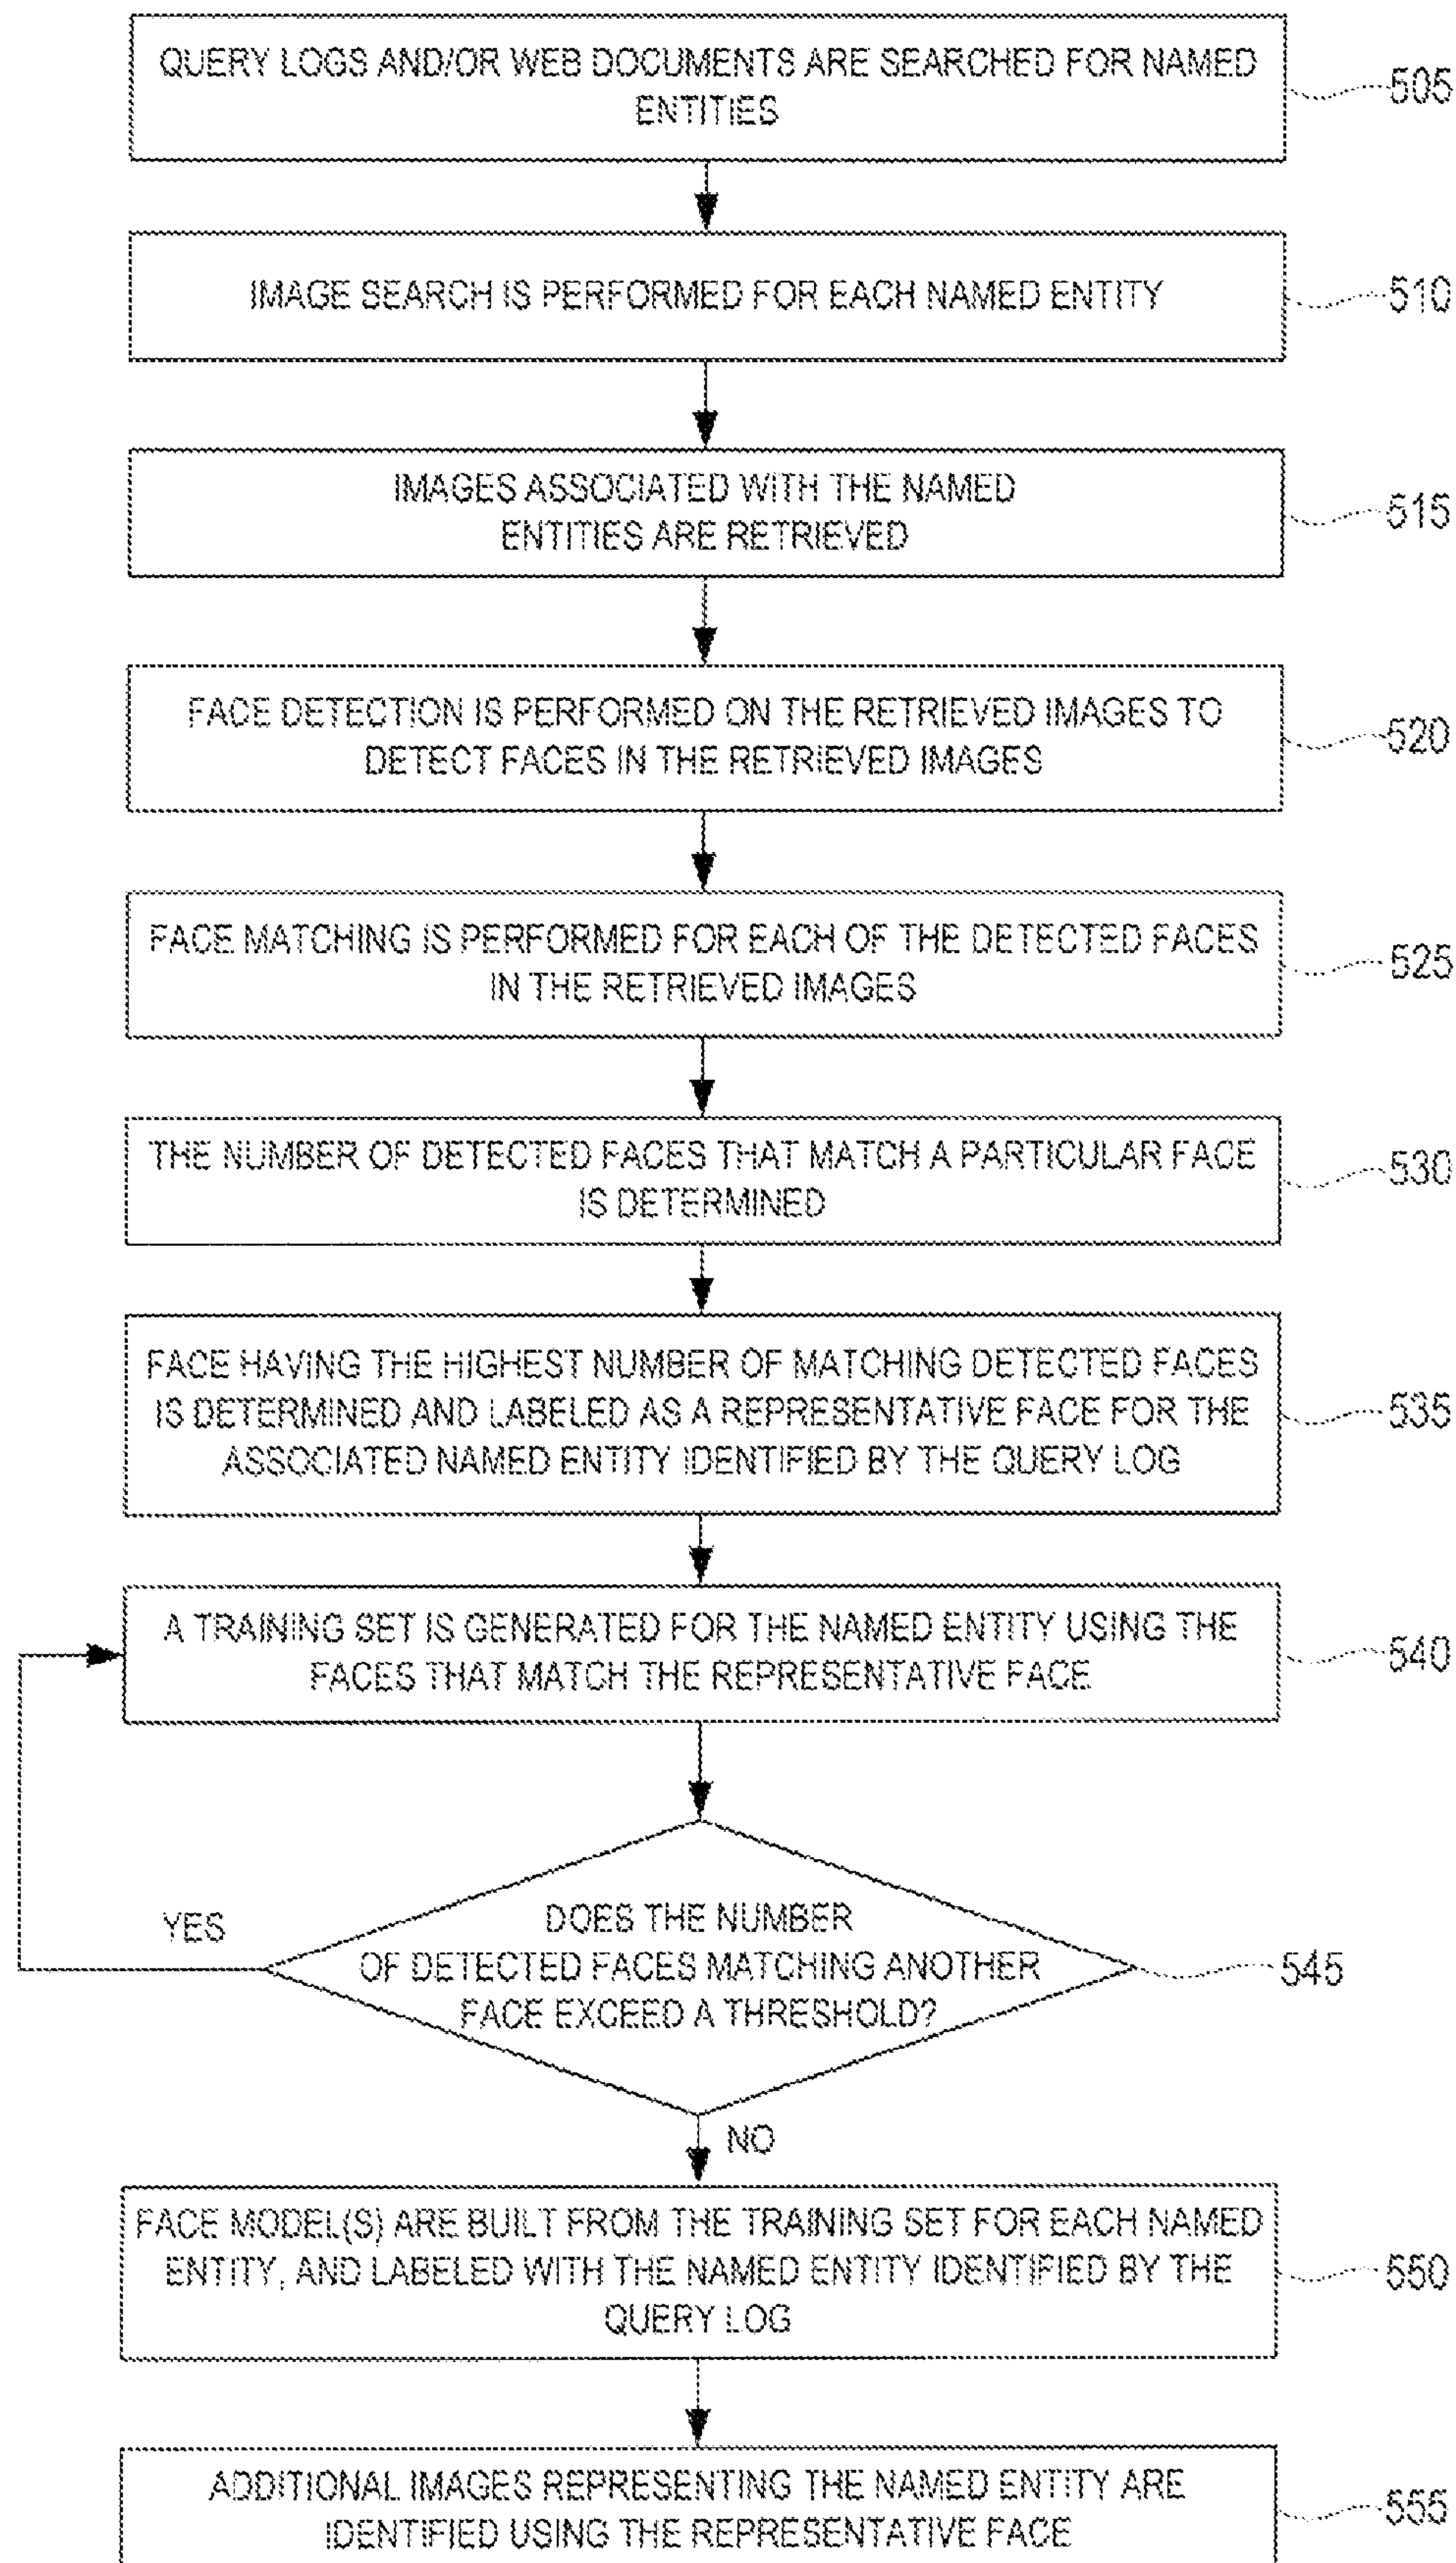 QUERY LOGS AND/OR WEB DOCUMENTS ARE SEARCHED FOR NAMED
ENTITIES
505
IMAGE SEARCH IS PERFORMED FOR EACH NAMED ENTITY
510
IMAGES ASSOCIATED WITH THE NAMED
ENTITIES ARE RETRIEVED
515
FACE DETECTION IS PERFORMED ON THE RETRIEVED IMAGES TO
DETECT FACES IN THE RETRIEVED IMAGES
520
FACE MATCHING IS PERFORMED FOR EACH OF THE DETECTED FACES
IN THE RETRIEVED IMAGES
525
THE NUMBER OF DETECTED FACES THAT MATCH A PARTICULAR FACE
IS DETERMINED
530
FACE HAVING THE HIGHEST NUMBER OF MATCHING DETECTED FACES
IS DETERMINED AND LABELED AS A REPRESENTATIVE FACE FOR THE
ASSOCIATED NAMED ENTITY IDENTIFIED BY THE QUERY LOG
535
A TRAINING SET IS GENERATED FOR THE NAMED ENTITY USING THE
FACES THAT MATCH THE REPRESENTATIVE FACE
540
YES
DOES THE NUMBER
OF DETECTED FACES MATCHING ANOTHER
FACE EXCEED A THRESHOLD?
545
NO
FACE MODEL(S) ARE BUILT FROM THE TRAINING SET FOR EACH NAMED
ENTITY, AND LABELED WITH THE NAMED ENTITY IDENTIFIED BY THE
QUERY LOG
550
ADDITIONAL IMAGES REPRESENTING THE NAMED ENTITY ARE
IDENTIFIED USING THE REPRESENTATIVE FACE
555